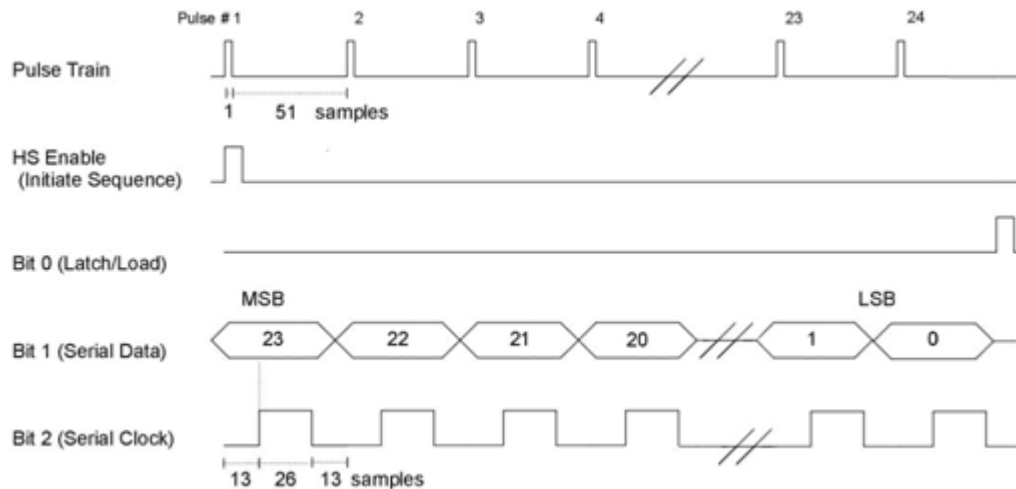 Pulse # 1 2 3 4 23 24
Pulse Train
1 51 samples
HS Enable
(Initiate Sequence)
Bit 0 (Latch/Load)
MSB LSB
Bit 1 (Serial Data) 23 22 21 20 1 0
Bit 2 (Serial Clock)
13 26 13 samples